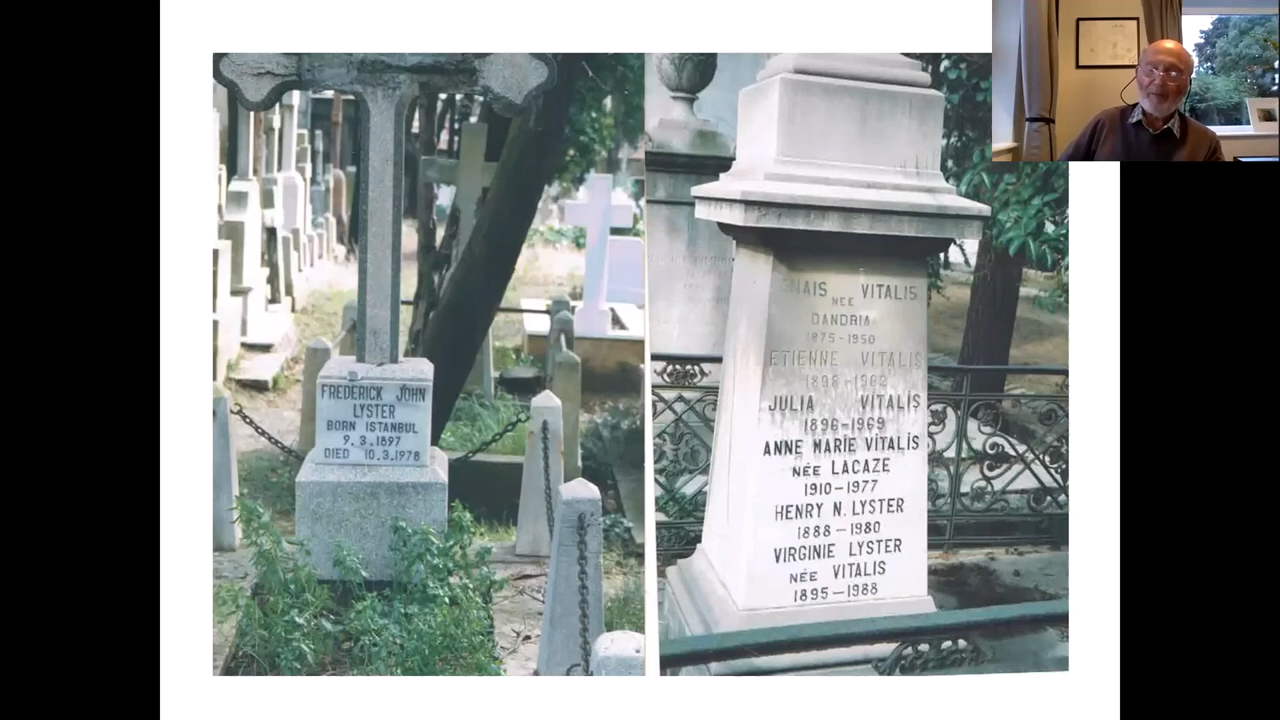 FREDERICK JOHN
LYSTER
BORN ISTANBUL
9.3.1897
DIED 10.3.1978
VITALIS
NEE
DANDRIA
1875-1950
ETIENNE VITALIS
1898-1962
JULIA VITALIS
1896-1969
ANNE MARIE VITALIS
NÉE LACAZE
1910-1977
HENRY N. LYSTER
1888-1980
VIRGINIE LYSTER
NÉE VITALIS
1895-1988